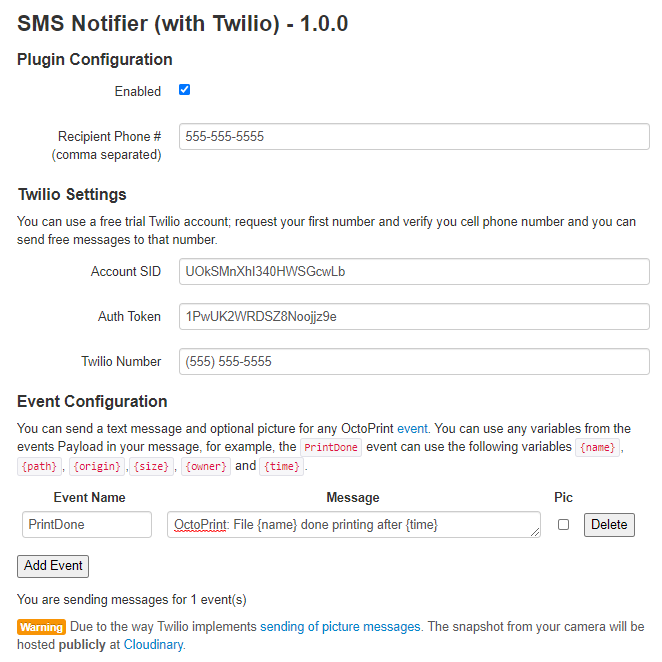 SMS Notifier (with Twilio) - 1.0.0
Plugin Configuration
Enabled
Recipient Phone # 555-555-5555
(comma separated)
Twilio Settings
You can use a free trial Twilio account; request your first number and verify you cell phone number and you can
send free messages to that number.
Account SID UOkSMnXhI340HWSGcwLb
Auth Token 1PwUK2WRDSZ8Noojjz9e
Twilio Number (555) 555-5555
Event Configuration
You can send a text message and optional picture for any OctoPrint event. You can use any variables from the
events Payload in your message, for example, the PrintDone event can use the following variables {name},
{path}, {origin}, {size}, {owner} and {time}.
Event Name Message Pic
PrintDone OctoPrint: File {name} done printing after {time} Delete
Add Event
You are sending messages for 1 event(s)
Warning Due to the way Twilio implements sending of picture messages. The snapshot from your camera will be
hosted publicly at Cloudinary.